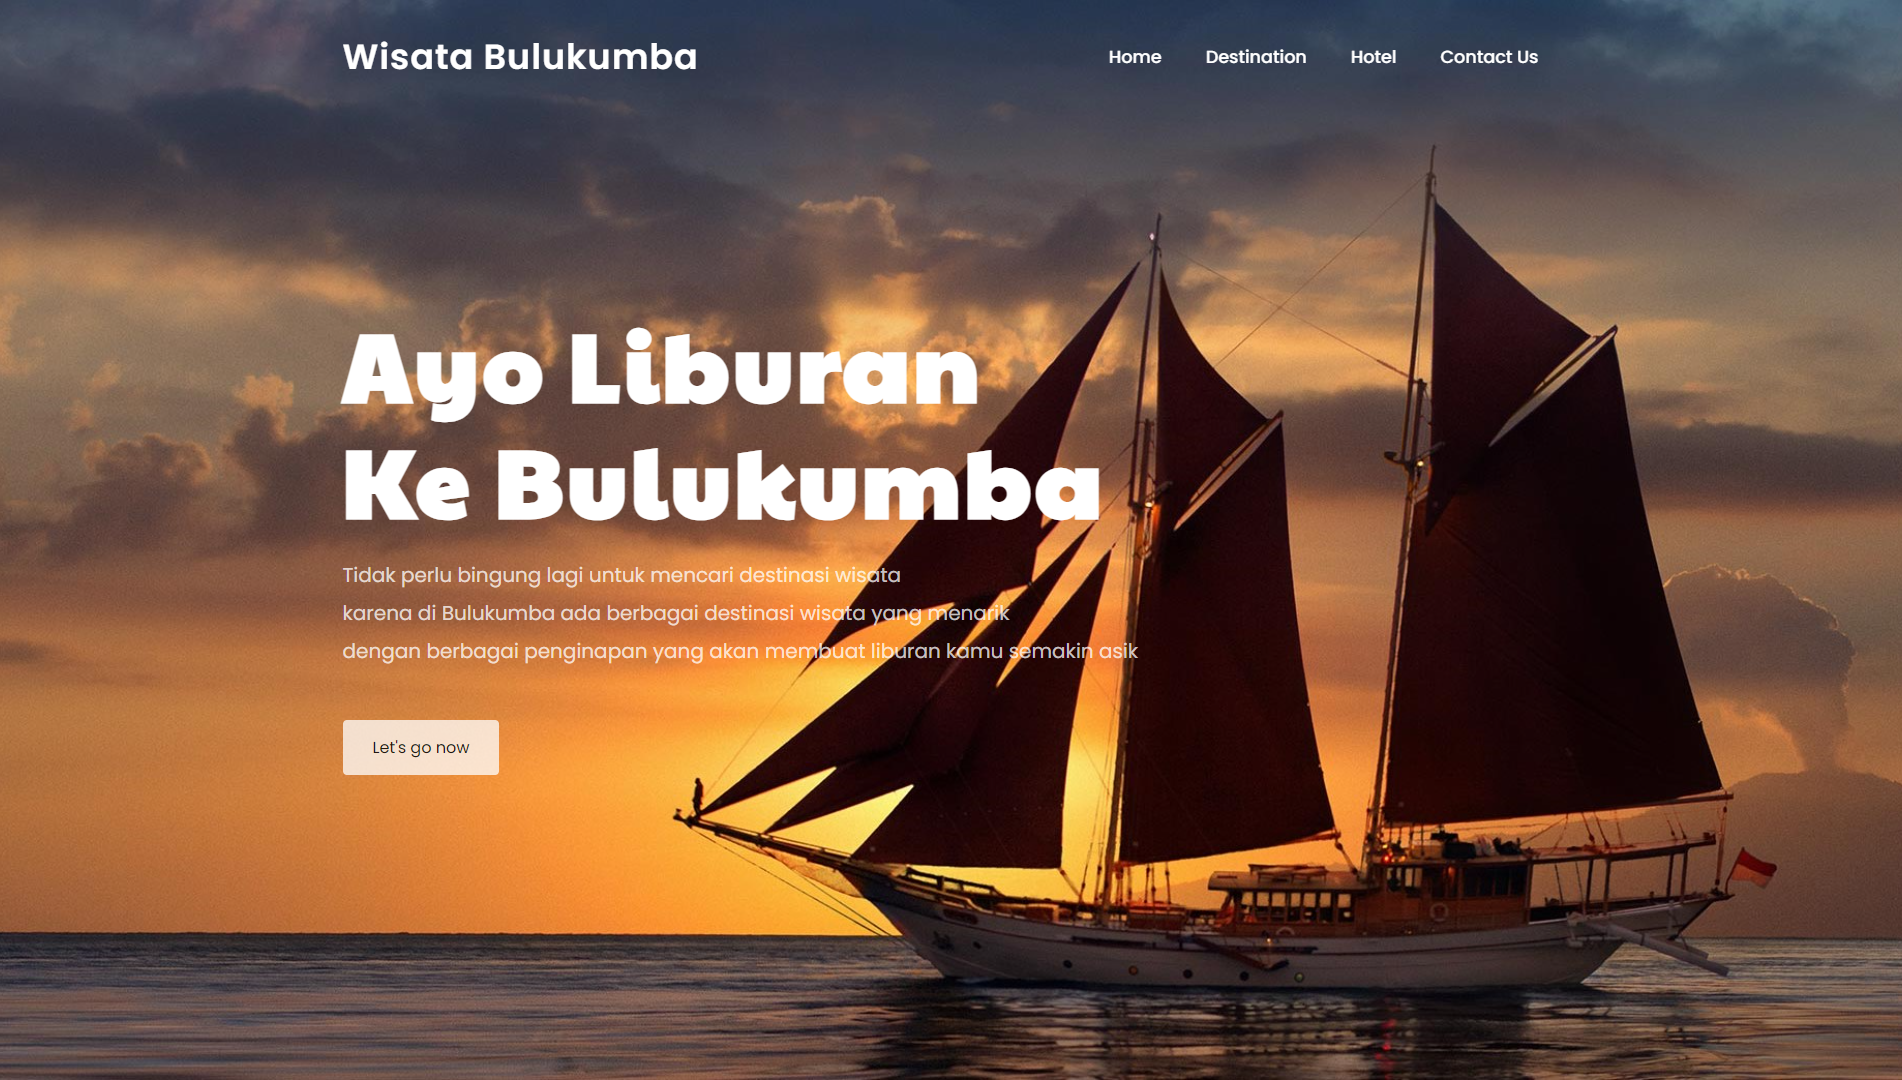 Wisata Bulukumba
Home Destination Hotel Contact Us
Ayo Liburan
Ke Bulukumba
Tidak perlu bingung lagi untuk mencari destinasi wisata
karena di Bulukumba ada berbagai destinasi wisata yang menarik
dengan berbagai penginapan yang akan membuat liburan kamu semakin asik
Let's go now